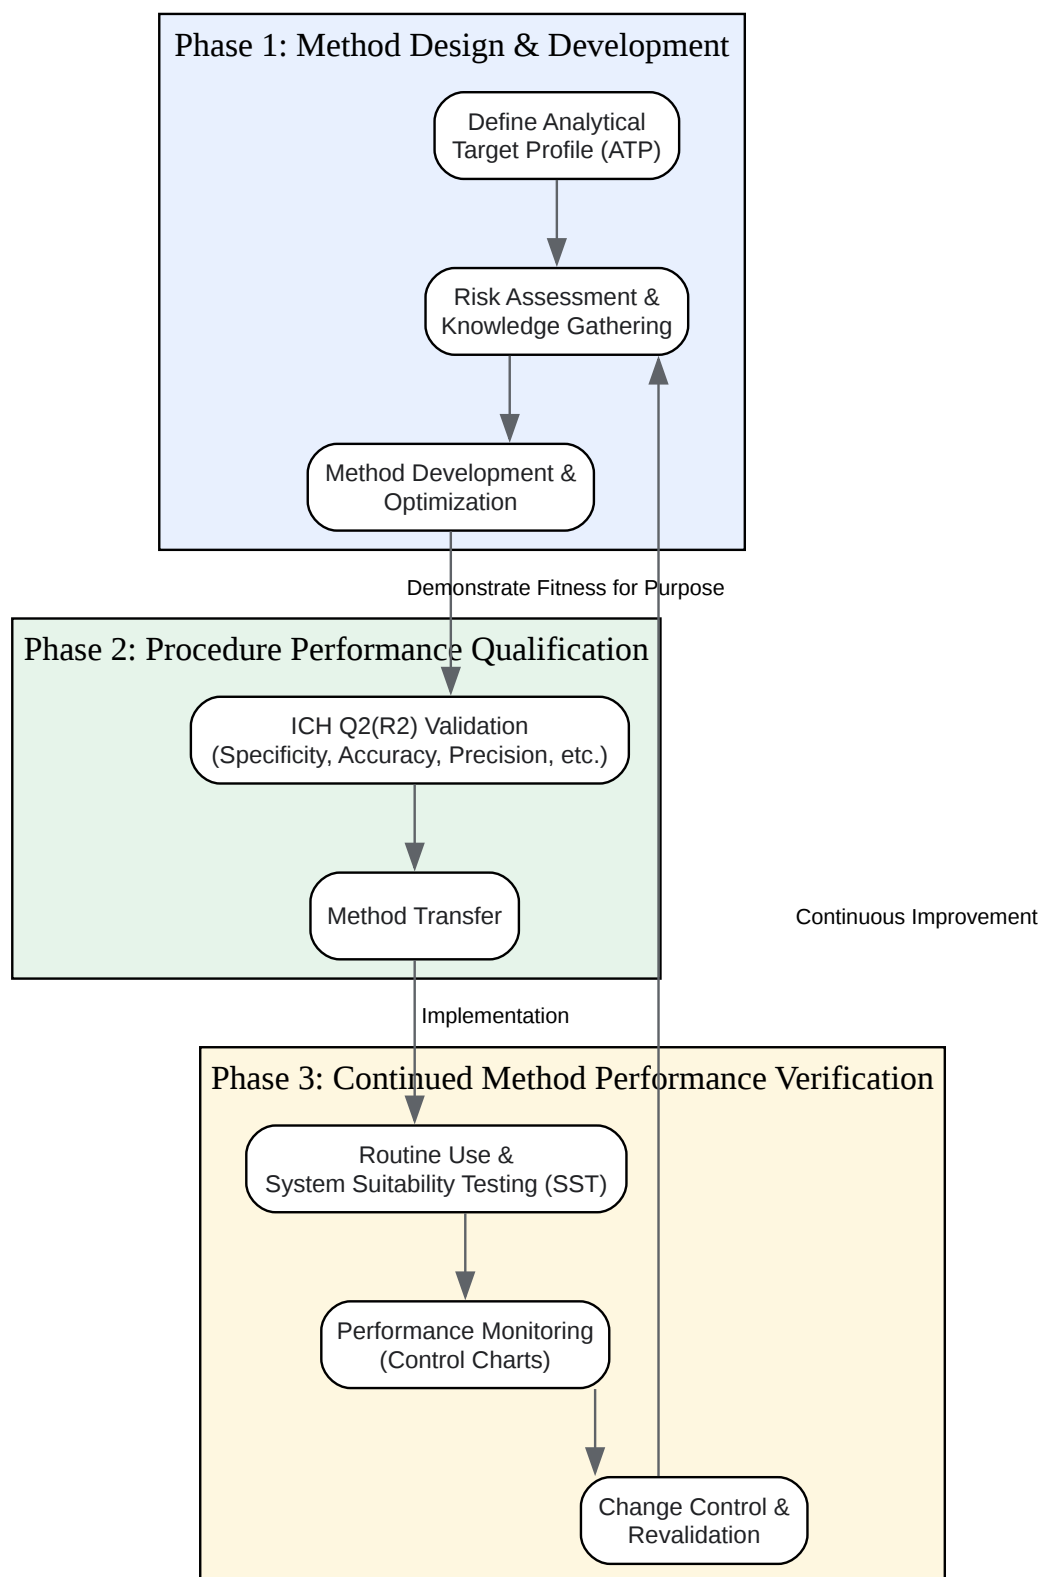 Phase 1: Method Design & Development
Define Analytical
Target Profile (ATP)
Risk Assessment &
Knowledge Gathering
Method Development &
Optimization
Demonstrate Fitness for Purpose
Phase 2: Procedure Performance Qualification
ICH Q2(R2) Validation
(Specificity, Accuracy, Precision, etc.)
Method Transfer
Continuous Improvement
Implementation
Phase 3: Continued Method Performance Verification
Routine Use &
System Suitability Testing (SST)
Performance Monitoring
(Control Charts)
Change Control &
Revalidation